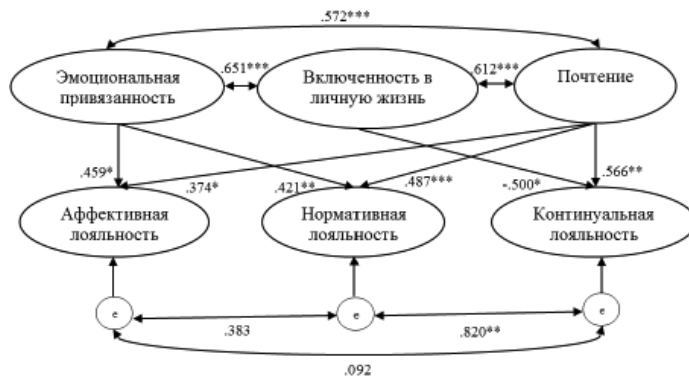 .572***
Эмоциональная
привязанность
.651***
Включенность в
личную жизнь
.612***
Почтение
.459*
.374*
.421**
.487***
-.500*
.566**
Аффективная
лояльность
Нормативная
лояльность
Континуальная
лояльность
e
e
e
.383
.820**
.092